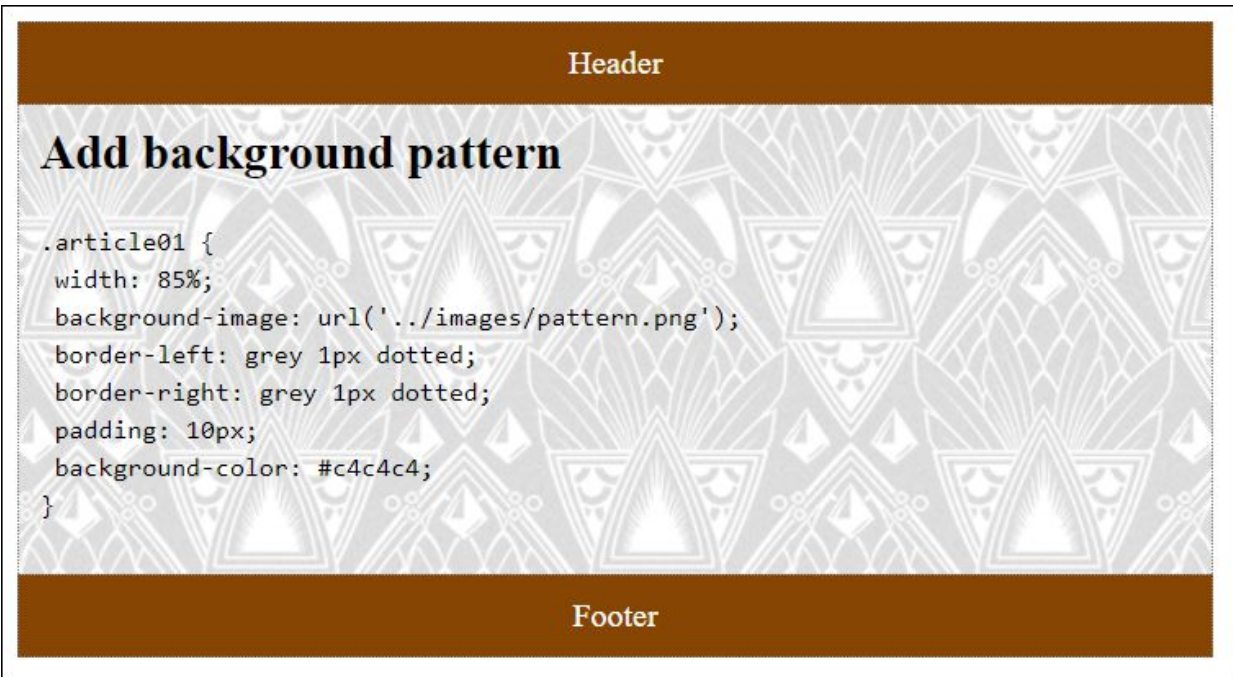 Header
Add background pattern
.article01 {
width: 85%;
background-image: url('../images/pattern.png');
border-left: grey 1px dotted;
border-right: grey 1px dotted;
padding: 10px;
background-color: #c4c4c4;
}
Footer